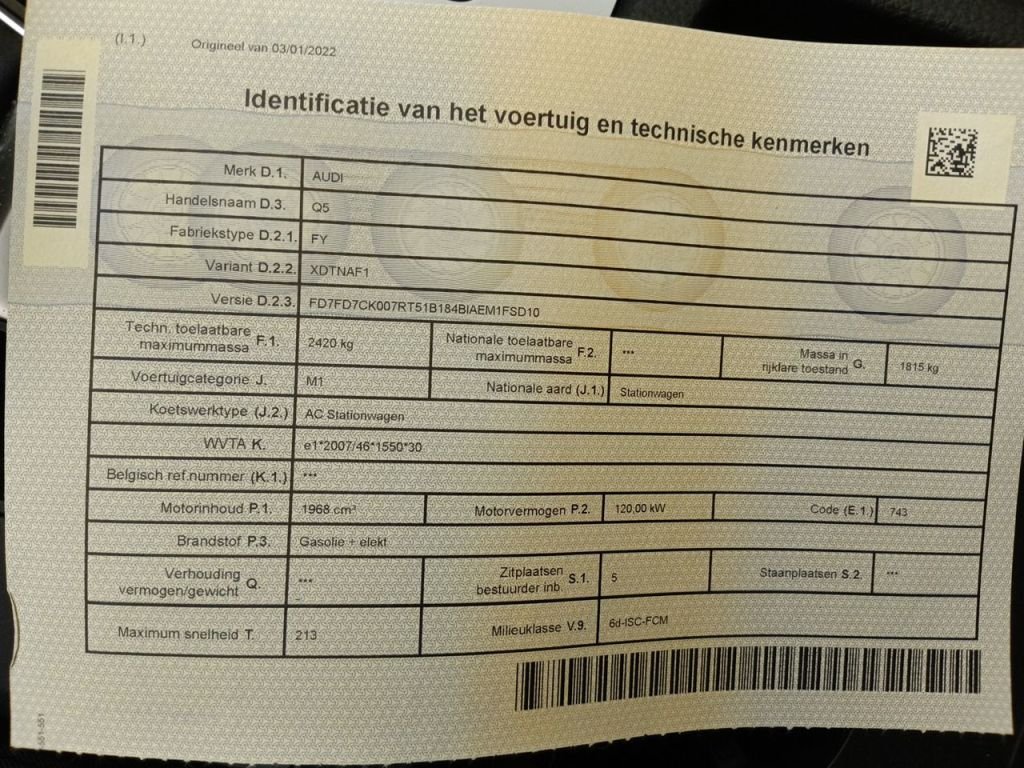 (I.1.) Origineel van 03/01/2022
Identificatie van het voertuig en technische kenmerken
Merk D.1. AUDI
Handelsnaam D.3. Q5
Fabriekstype D.2.1. FY
Variant D.2.2. XDTNAF1
Versie D.2.3. FD7FD7CK007RT51B184BIAEM1FSD10
Techn. toelaatbare maximummassa F.1. 2420 kg Nationale toelaatbare maximummassa F.2. *** Massa in rijklare toestand G. 1815 kg
Voertuigcategorie J. M1 Nationale aard (J.1.) Stationwagen
Koetswerktype (J.2.) AC Stationwagen
WVTA K. e1*2007/46*1550*30
Belgisch ref.nummer (K.1.) ***
Motorinhoud P.1. 1968 cm³ Motorvermogen P.2. 120,00 kW Code (E.1.) 743
Brandstof P.3. Gasolie + elekt
Verhouding vermogen/gewicht Q. *** Zitplaatsen bestuurder inb. S.1. 5 Staanplaatsen S.2. ***
Maximum snelheid T. 213 Milieuklasse V.9. 6d-ISC-FCM